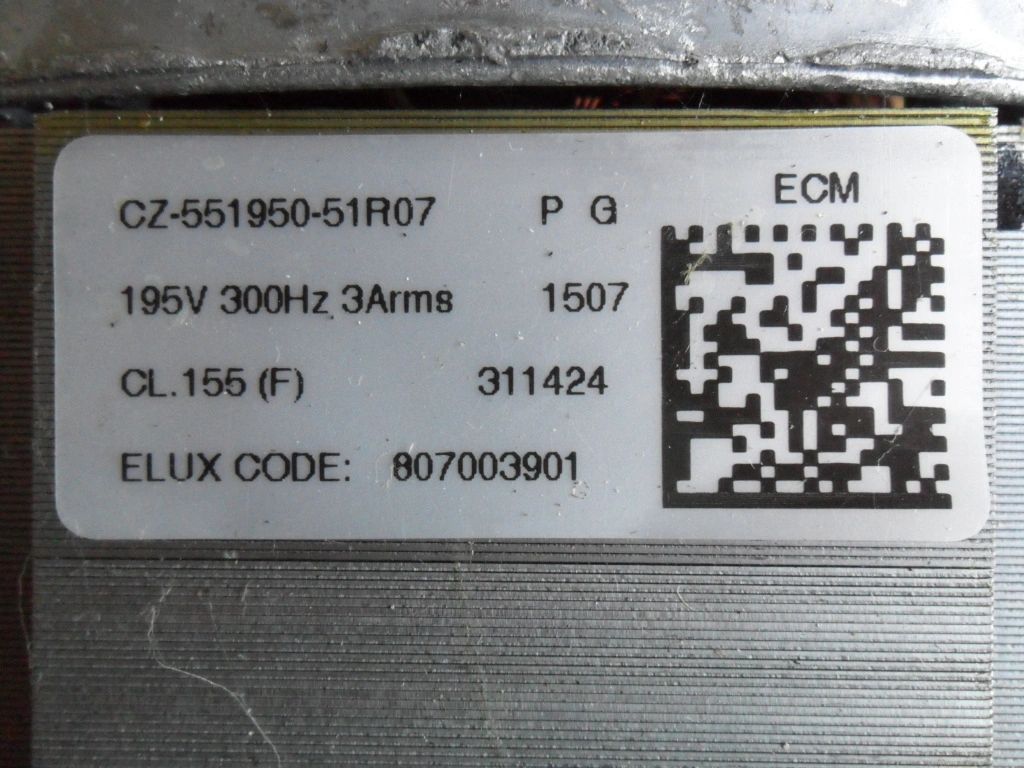 ECM
CZ-551950-51R07 P G
195V 300Hz 3Arms 1507
CL.155 (F) 311424
ELUX CODE: 807003901